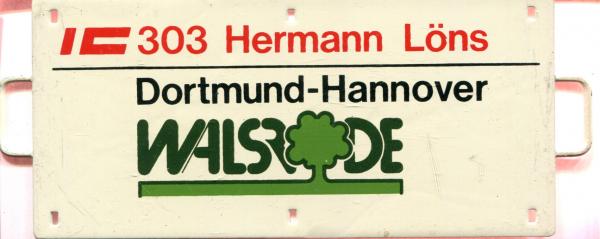 IC 303 Hermann Löns
Dortmund-Hannover
WALSRODE